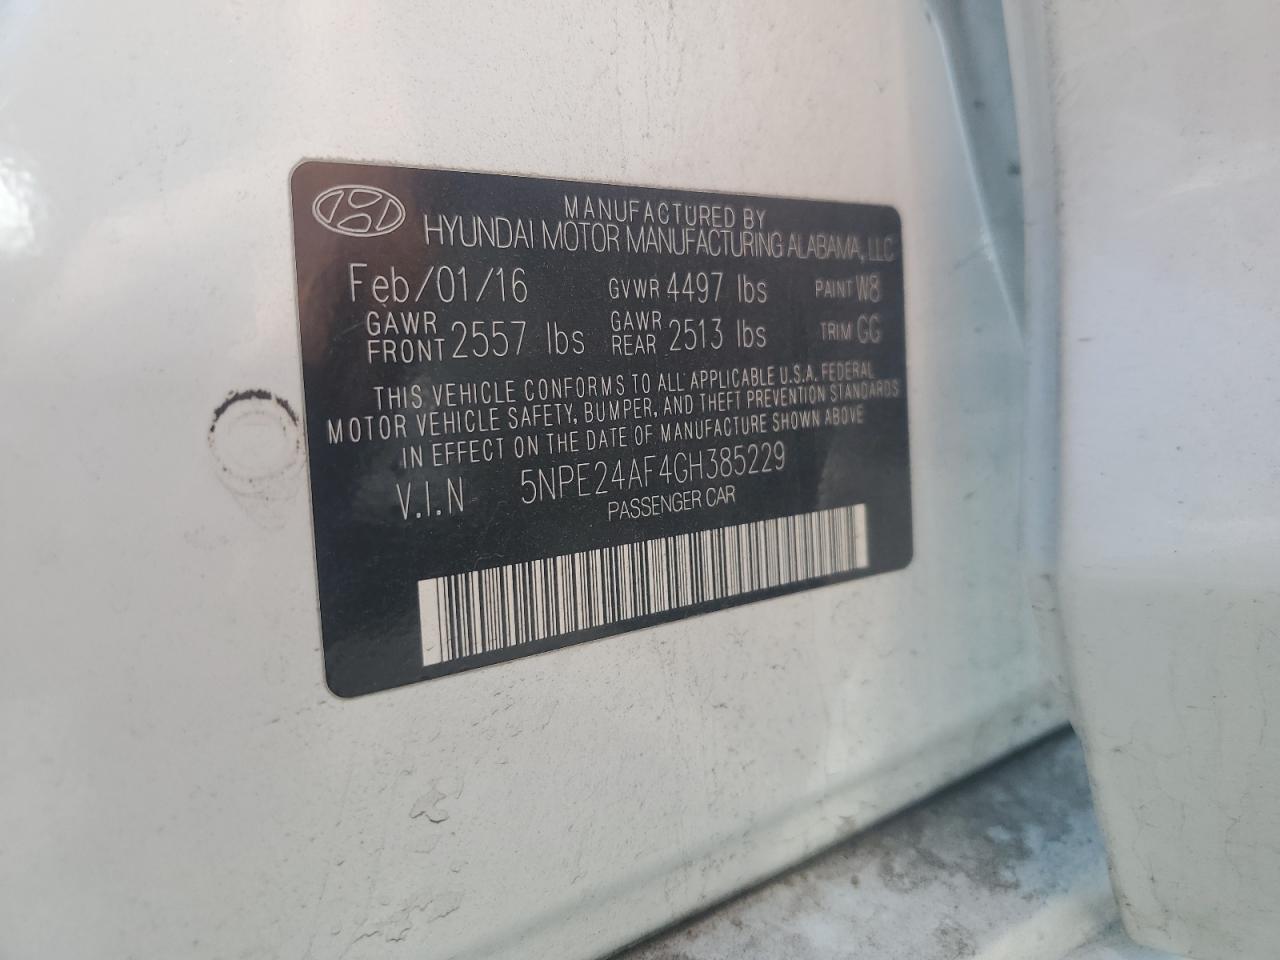 MANUFACTURED BY
HYUNDAI MOTOR MANUFACTURING ALABAMA, LLC
Feb/01/16 GVWR 4497 lbs PAINT W8
GAWR FRONT 2557 lbs GAWR REAR 2513 lbs TRIM GG
THIS VEHICLE CONFORMS TO ALL APPLICABLE U.S.A. FEDERAL
MOTOR VEHICLE SAFETY, BUMPER, AND THEFT PREVENTION STANDARDS
IN EFFECT ON THE DATE OF MANUFACTURE SHOWN ABOVE
V.I.N 5NPE24AF4GH385229
PASSENGER CAR